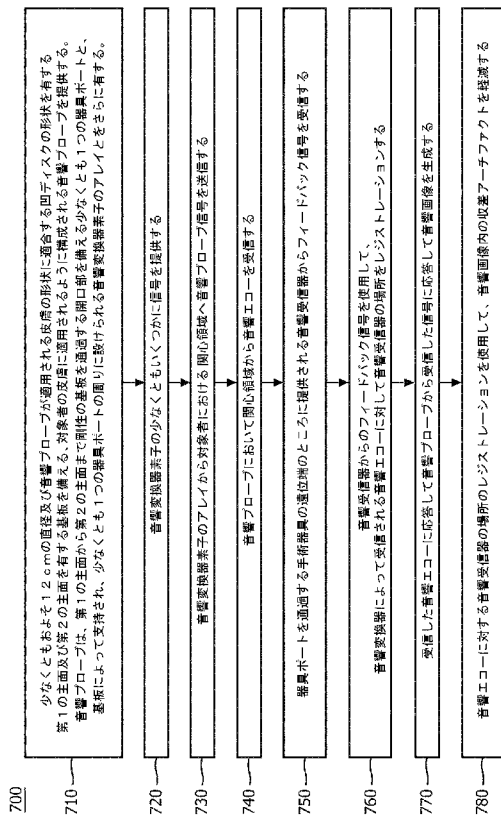 700
710
少なくともおよそ12cmの直径及び音響プローブが適用される皮膚の形状に適合する凹ディスクの形状を有する
第1の主面及び第2の主面を有する基板を備える、対象者の皮膚に適用されるように構成される音響プローブを提供する。
音響プローブは、第1の主面から第2の主面まで剛性の基板を通過する開口部を備える少なくとも1つの器具ポートと、
基板によって支持され、少なくとも1つの器具ポートの周りに設けられる音響変換器素子のアレイとをさらに有する。
720
音響変換器素子の少なくともいくつかに信号を提供する
730
音響変換器素子のアレイから対象者における関心領域へ音響プローブ信号を送信する
740
音響プローブにおいて関心領域から音響エコーを受信する
750
器具ポートを通過する手術器具の遠位端のところに提供される音響受信器からフィードバック信号を受信する
760
音響受信器からのフィードバック信号を使用して、
音響変換器によって受信される音響エコーに対して音響受信器の場所をレジストレーションする
770
受信した音響エコーに応答して音響プローブから受信した信号に応答して音響画像を生成する
780
音響エコーに対する音響受信器の場所のレジストレーションを使用して、音響画像内の収差アーチファクトを軽減する